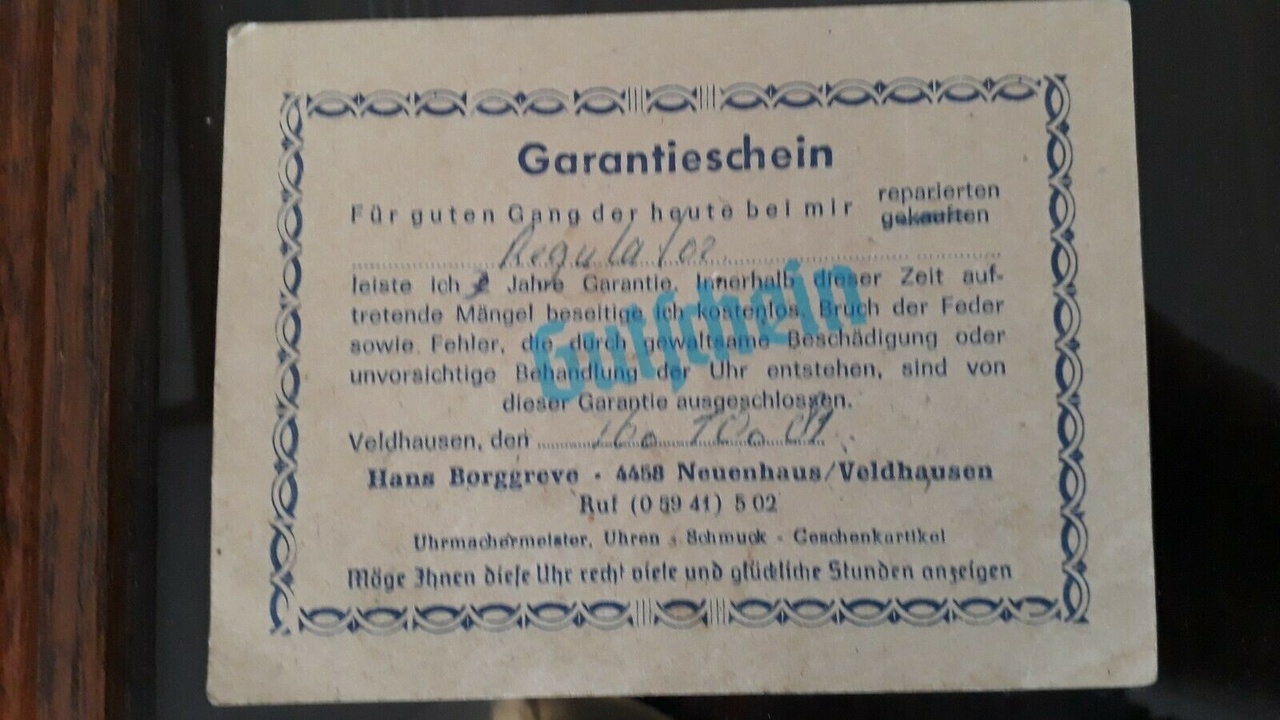 Garantieschein
Für guten Gang der heute bei mir reparierten
gekauften
Regulator
leiste ich Jahre Garantie. Innerhalb dieser Zeit auf-
tretende Mängel beseitige ich kostenlos. Bruch der Feder
sowie Fehler, die durch gewaltsame Beschädigung oder
unvorsichtige Behandlung der Uhr entstehen, sind von
dieser Garantie ausgeschlossen.
Gutschein
Veldhausen, den
Hans Borggreve - 4458 Neuenhaus/Veldhausen
Ruf (0 59 41) 5 02
Uhrmachermeister, Uhren - Schmuck - Geschenkartikel
Möge Ihnen diese Uhr recht viele und glückliche Stunden anzeigen